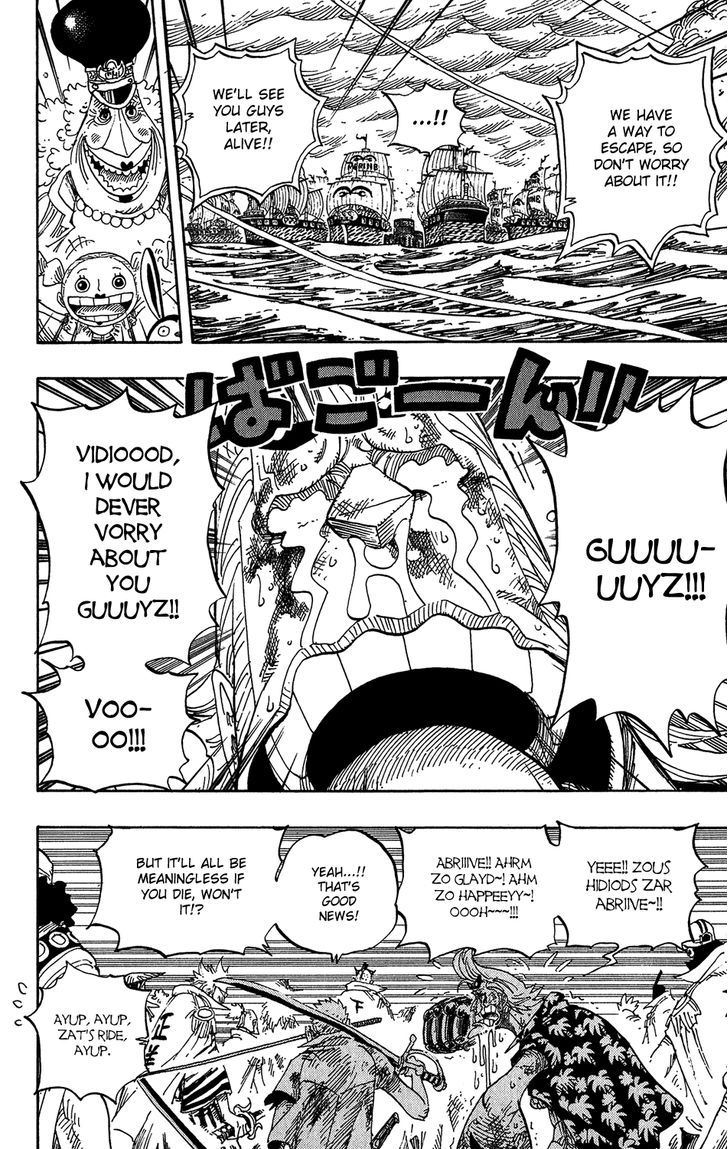 WE HAVE
A WAY TO
ESCAPE, SO
DON'T WORRY
ABOUT IT!!
...!!
WE'LL SEE
YOU GUYS
LATER,
ALIVE!!
MARINE
ばごーん!!
GUUUU-
UUYZ!!!
VIDIOOOD,
I WOULD
DEVER
VORRY
ABOUT
YOU
GUUUYZ!!
VOO-
OO!!!
YEEE!! ZOUS
HIDIODS ZAR
ABRIIVE~!!
ABRIIVE!! AHRM
ZO GLAYD~! AHM
ZO HAPPEEYY~!
OOOH~~~!!!
YEAH...!!
THAT'S
GOOD
NEWS!
BUT IT'LL ALL BE
MEANINGLESS IF
YOU DIE, WON'T
IT!?
AYUP, AYUP,
ZAT'S RIDE,
AYUP.